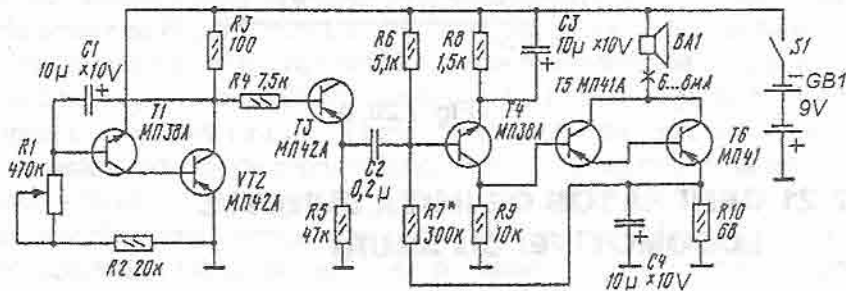 C1
10μ ×10V
R1
470к
T1
МП38А
VT2
МП42А
R2 20к
R3
100
R4 7,5к
T3
МП42А
C2
0,2μ
R5
47к
R6
5,1к
R7
300к
R8
1,5к
C3
10μ ×10V
T4
МП38А
R9
10к
T5 МП41А
BA1
6...8мА
T6
МП41
C4
10μ ×10V
R10
68
S1
GB1
9V